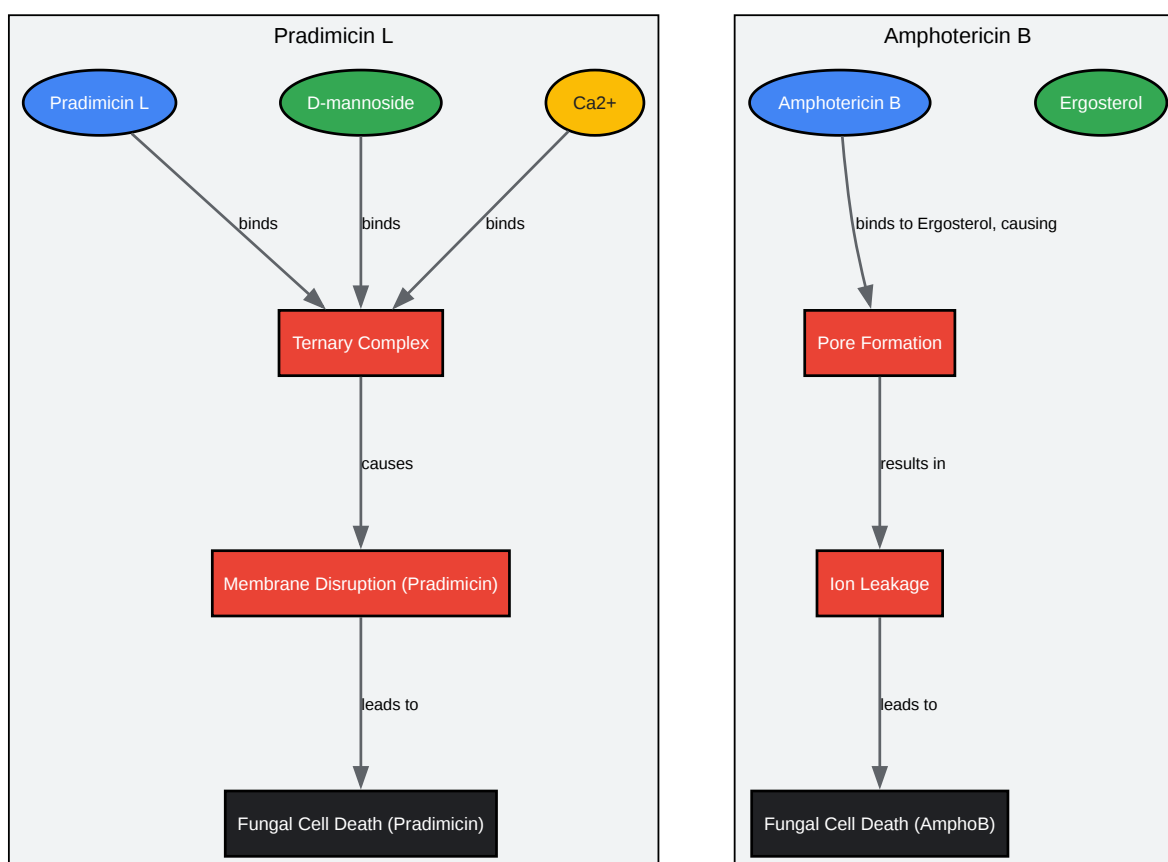 Pradimicin L
Pradimicin L
D-mannoside
Ca2+
binds
binds
binds
Ternary Complex
causes
Membrane Disruption (Pradimicin)
leads to
Fungal Cell Death (Pradimicin)
Amphotericin B
Amphotericin B
Ergosterol
binds to Ergosterol, causing
Pore Formation
results in
Ion Leakage
leads to
Fungal Cell Death (AmphoB)